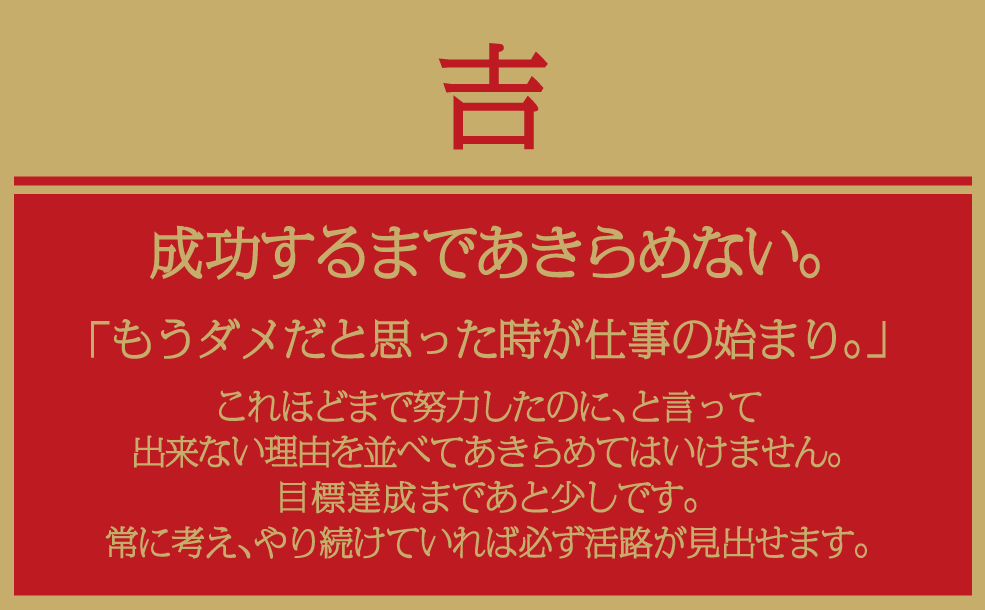 吉
成功するまであきらめない。
「もうダメだと思った時が仕事の始まり。」
これほどまで努力したのに、と言って
出来ない理由を並べてあきらめてはいけません。
目標達成まであと少しです。
常に考え、やり続けていれば必ず活路が見出せます。